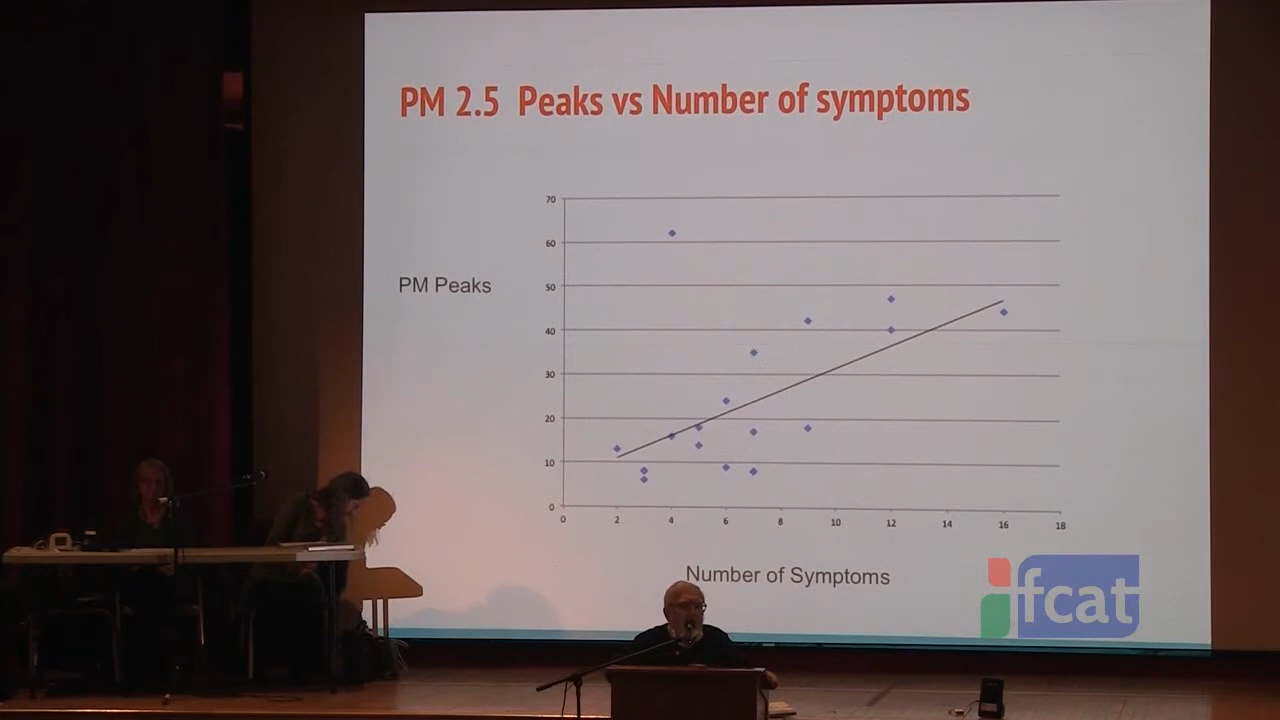 PM 2.5 Peaks vs Number of symptoms
70
60
PM Peaks
50
40
30
20
10
0
0 2 4 6 8 10 12 14 16 18
Number of Symptoms
fcat